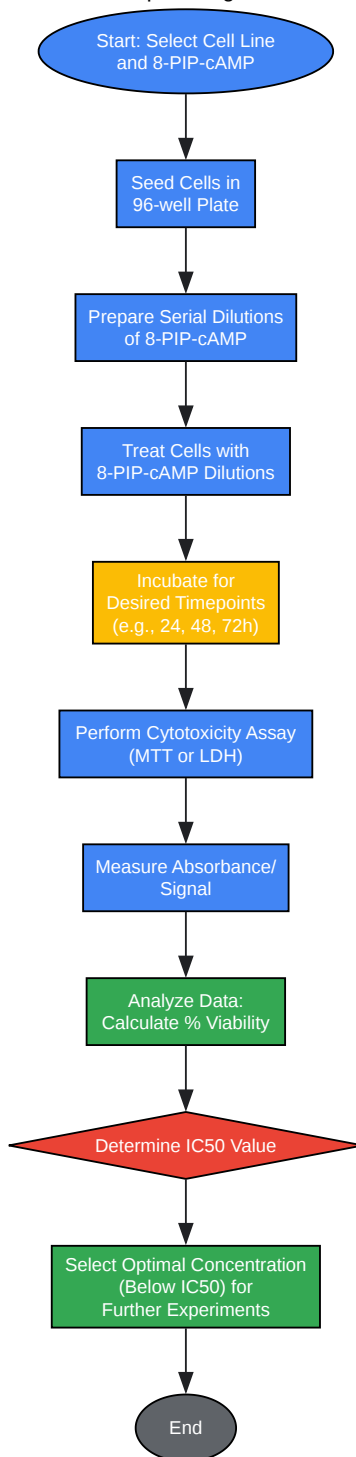 Start: Select Cell Line
and 8-PIP-cAMP
Seed Cells in
96-well Plate
Prepare Serial Dilutions
of 8-PIP-cAMP
Treat Cells with
8-PIP-cAMP Dilutions
Incubate for
Desired Timepoints
(e.g., 24, 48, 72h)
Perform Cytotoxicity Assay
(MTT or LDH)
Measure Absorbance/
Signal
Analyze Data:
Calculate % Viability
Determine IC50 Value
Select Optimal Concentration
(Below IC50) for
Further Experiments
End